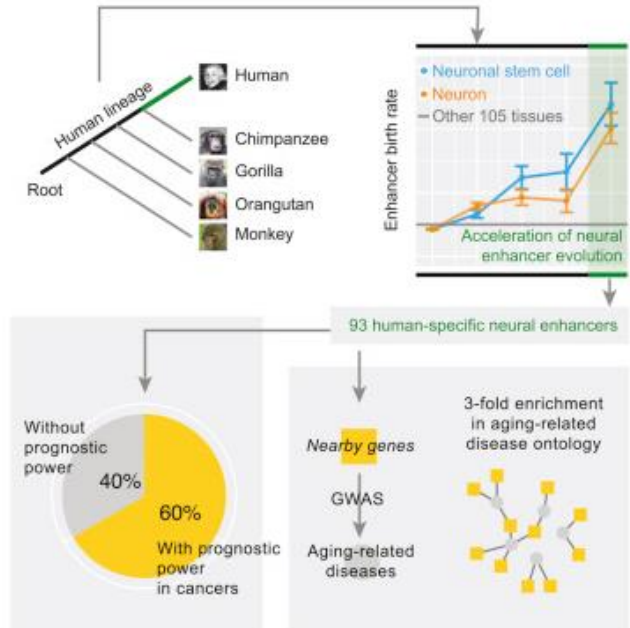 Human lineage
Root
Human
Chimpanzee
Gorilla
Orangutan
Monkey
Enhancer birth rate
Neuronal stem cell
Neuron
Other 105 tissues
Acceleration of neural
enhancer evolution
93 human-specific neural enhancers
Without
prognostic
power
40%
60%
With prognostic
power
in cancers
Nearby genes
GWAS
Aging-related
diseases
3-fold enrichment
in aging-related
disease ontology